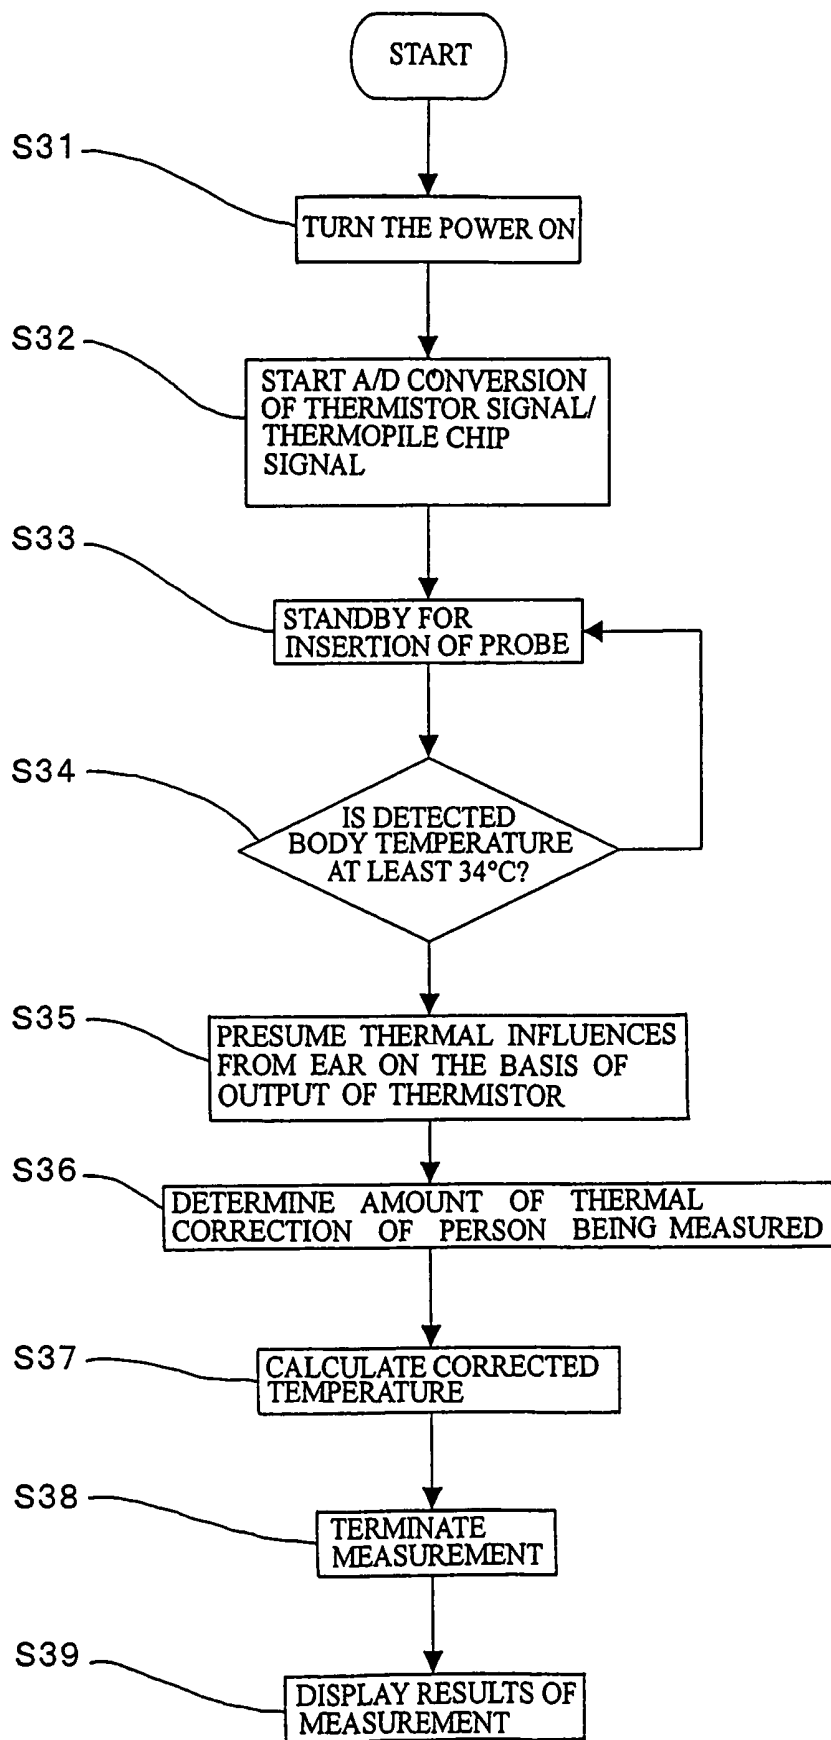 START
S31
TURN THE POWER ON
S32
START A/D CONVERSION
OF THERMISTOR SIGNAL/
THERMOPILE CHIP
SIGNAL
S33
STANDBY FOR
INSERTION OF PROBE
S34
IS DETECTED
BODY TEMPERATURE
AT LEAST 34°C?
S35
PRESUME THERMAL INFLUENCES
FROM EAR ON THE BASIS OF
OUTPUT OF THERMISTOR
S36
DETERMINE AMOUNT OF THERMAL
CORRECTION OF PERSON BEING MEASURED
S37
CALCULATE CORRECTED
TEMPERATURE
S38
TERMINATE
MEASUREMENT
S39
DISPLAY RESULTS OF
MEASUREMENT